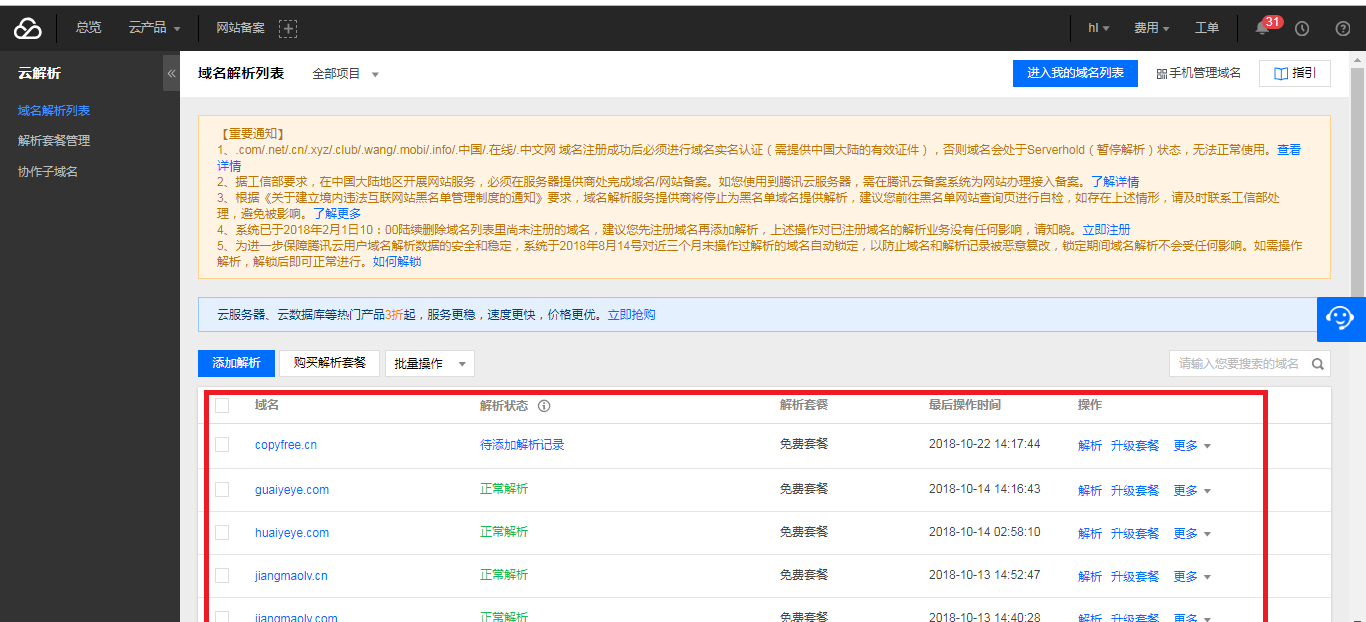 总览 云产品 网站备案 hl 费用 工单 31
云解析
域名解析列表
解析套餐管理
协作子域名
域名解析列表 全部项目 进入我的域名列表 手机管理域名 指引
【重要通知】
1、.com/.net/.cn/.xyz/.club/.wang/.mobi/.info/.中国/.在线/.中文网 域名注册成功后必须进行域名实名认证（需提供中国大陆的有效证件），否则域名会处于Serverhold（暂停解析）状态，无法正常使用。查看
详情
2、据工信部要求，在中国大陆地区开展网站服务，必须在服务器提供商处完成域名/网站备案。如您使用到腾讯云服务器，需在腾讯云备案系统为网站办理接入备案。了解详情
3、根据《关于建立境内违法互联网站黑名单管理制度的通知》要求，域名解析服务提供商将停止为黑名单域名提供解析，建议您前往黑名单网站查询页进行自检，如存在上述情形，请及时联系工信部处
理，避免被影响。了解更多
4、系统已于2018年2月1日10：00陆续删除域名列表里尚未注册的域名，建议您先注册域名再添加解析，上述操作对已注册域名的解析业务没有任何影响，请知晓。立即注册
5、为进一步保障腾讯云用户域名解析数据的安全和稳定，系统于2018年8月14号对近三个月未操作过解析的域名自动锁定，以防止域名和解析记录被恶意篡改，锁定期间域名解析不会受任何影响。如需操作
解析，解锁后即可正常进行。如何解锁
云服务器、云数据库等热门产品3折起，服务更稳，速度更快，价格更优。立即抢购
添加解析 购买解析套餐 批量操作 请输入您要搜索的域名
域名 解析状态 解析套餐 最后操作时间 操作
copyfree.cn 待添加解析记录 免费套餐 2018-10-22 14:17:44 解析 升级套餐 更多
guaiyeye.com 正常解析 免费套餐 2018-10-14 14:16:43 解析 升级套餐 更多
huaiyeye.com 正常解析 免费套餐 2018-10-14 02:58:10 解析 升级套餐 更多
jiangmaolv.cn 正常解析 免费套餐 2018-10-13 14:52:47 解析 升级套餐 更多
jiangmaolv.com 正常解析 免费套餐 2018-10-13 14:40:28 解析 升级套餐 更多